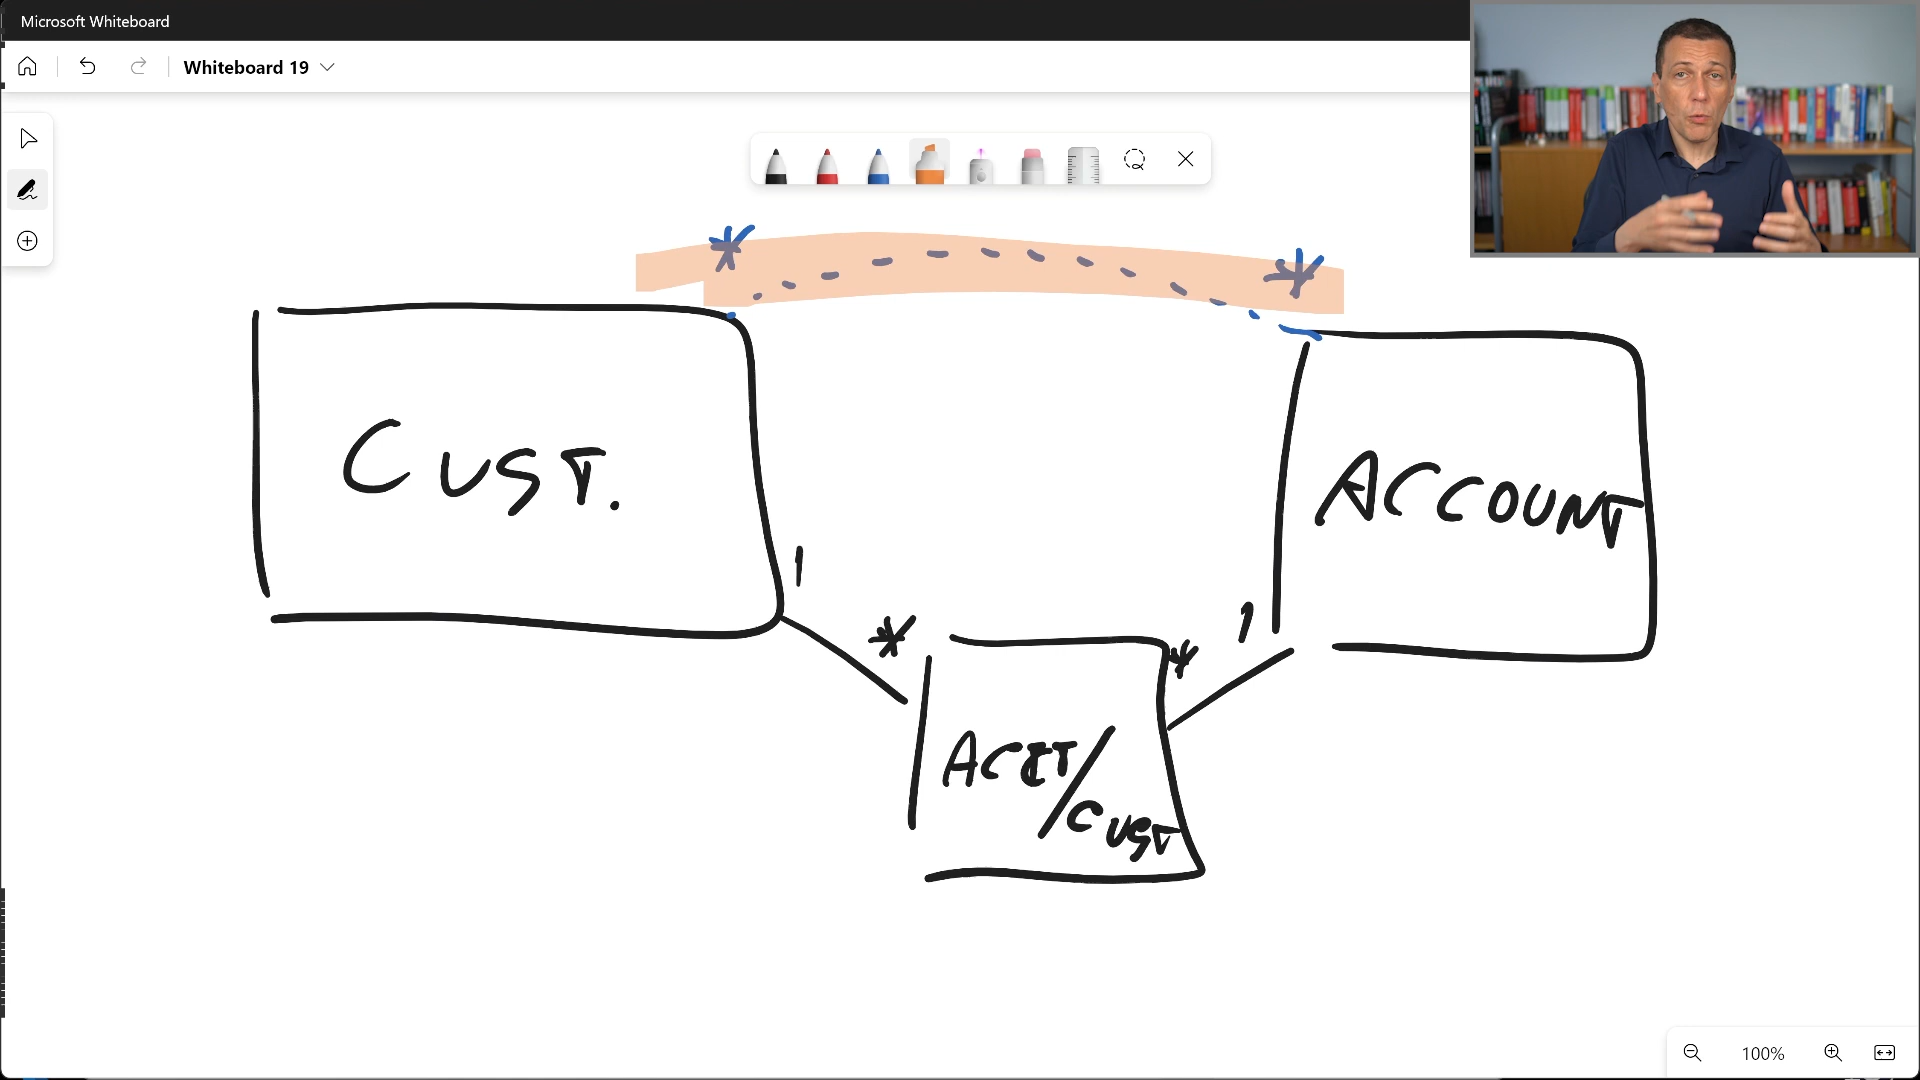 Microsoft Whiteboard
Whiteboard 19
*
*
CUST.
ACCOUNT
1
*
*
1
ACCT/
CUST
100%